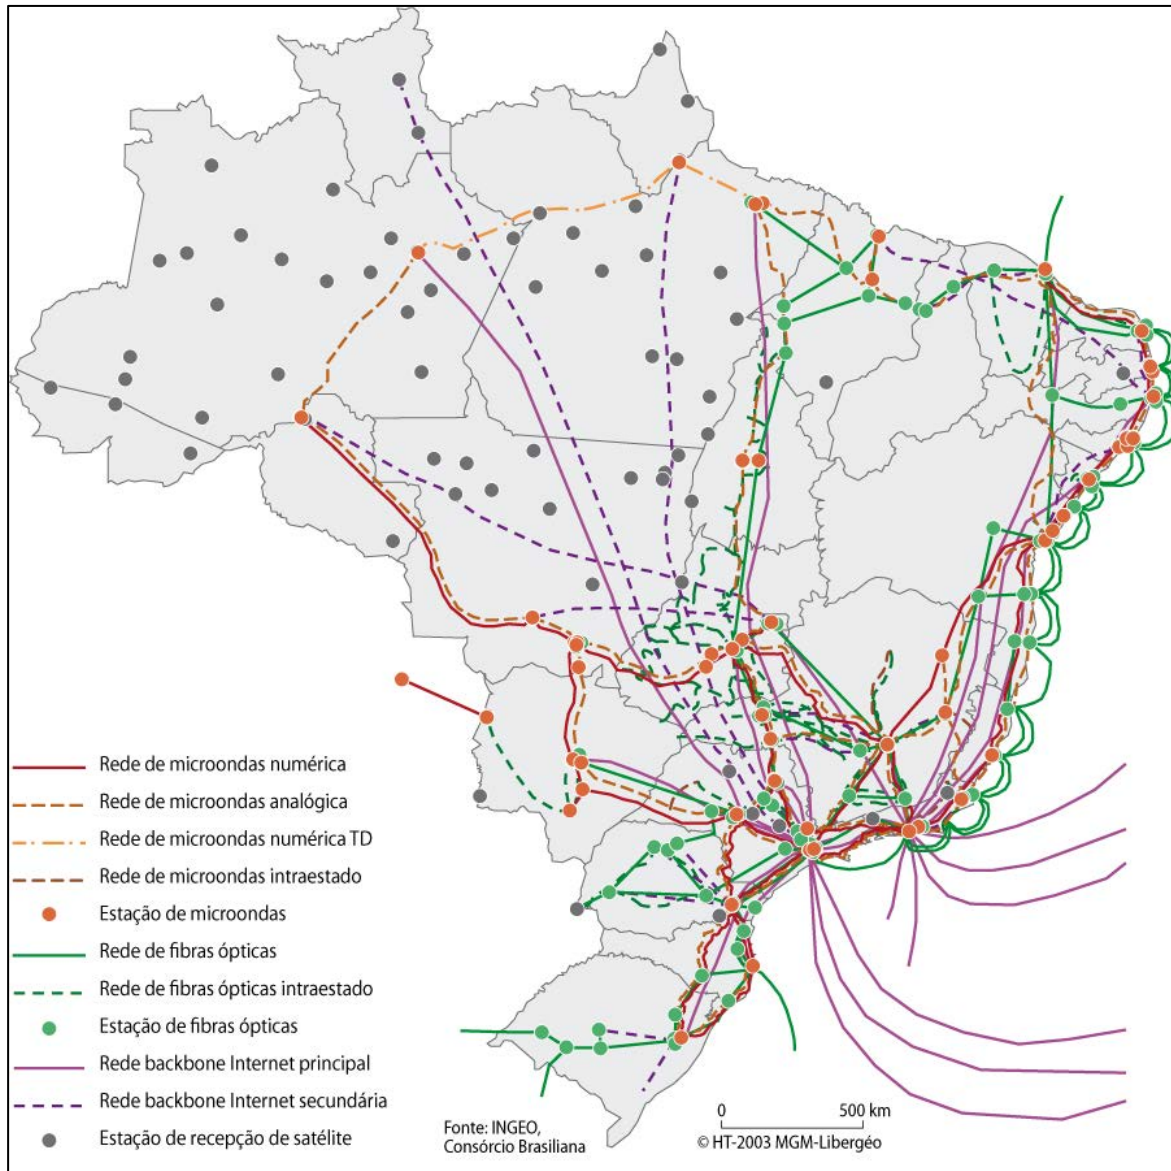 Rede de microondas numérica
Rede de microondas analógica
Rede de microondas numérica TD
Rede de microondas intraestado
Estação de microondas
Rede de fibras ópticas
Rede de fibras ópticas intraestado
Estação de fibras ópticas
Rede backbone Internet principal
Rede backbone Internet secundária
Estação de recepção de satélite
Fonte: INGEO,
Consórcio Brasiliana
0 500 km
© HT-2003 MGM-Libergéo